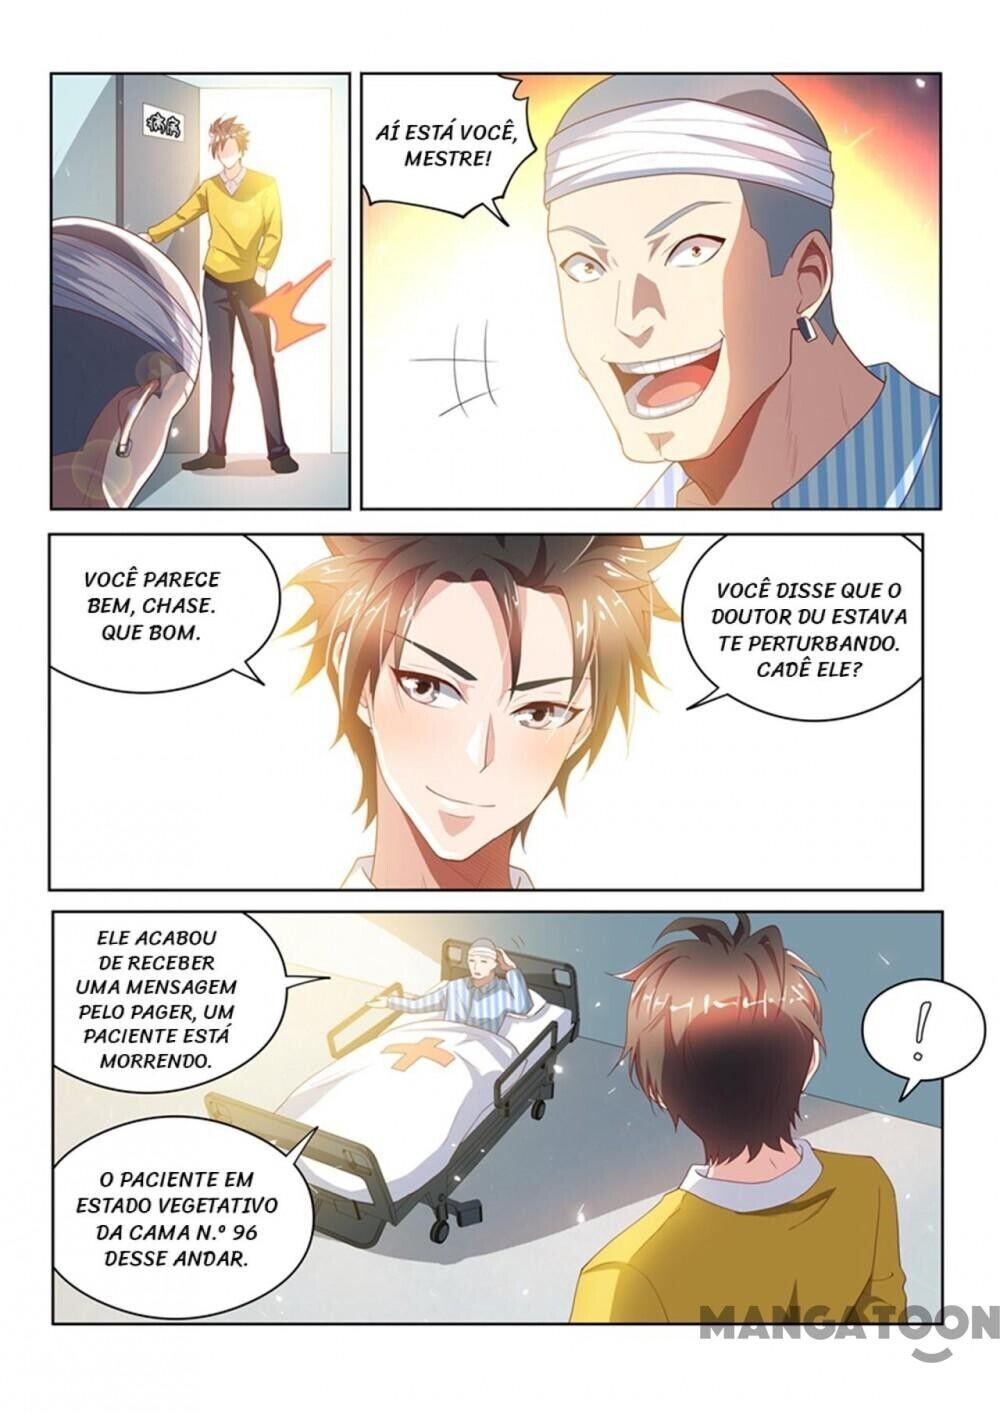 病房
AÍ ESTÁ VOCÊ,
MESTRE!
VOCÊ PARECE
BEM, CHASE.
QUE BOM.
VOCÊ DISSE QUE O
DOUTOR DU ESTAVA
TE PERTURBANDO.
CADÊ ELE?
ELE ACABOU
DE RECEBER
UMA MENSAGEM
PELO PAGER, UM
PACIENTE ESTÁ
MORRENDO.
!
O PACIENTE EM
ESTADO VEGETATIVO
DA CAMA N.º 96
DESSE ANDAR.
MANGATOON